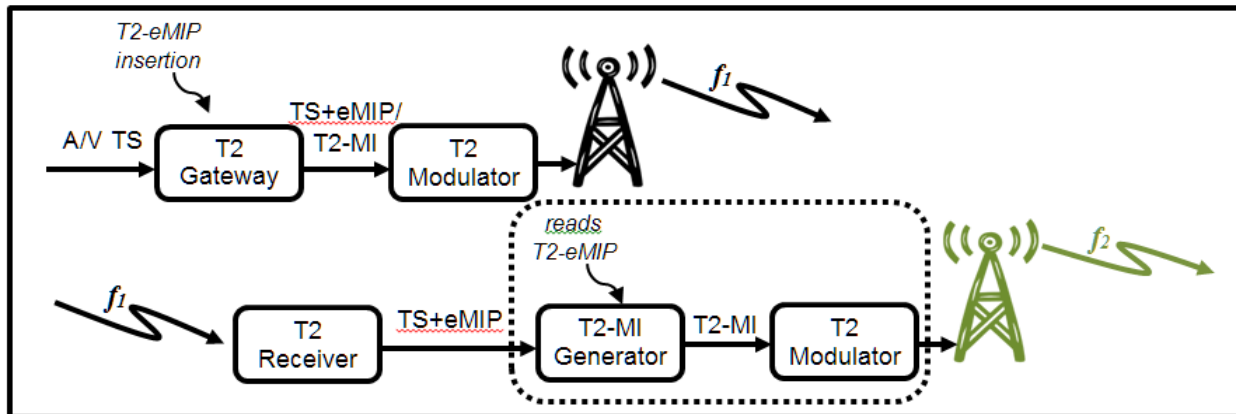 T2-eMIP
insertion
A/V TS
T2
Gateway
TS+eMIP/
T2-MI
T2
Modulator
f1
f1
T2
Receiver
TS+eMIP
reads
T2-eMIP
T2-MI
Generator
T2-MI
T2
Modulator
f2